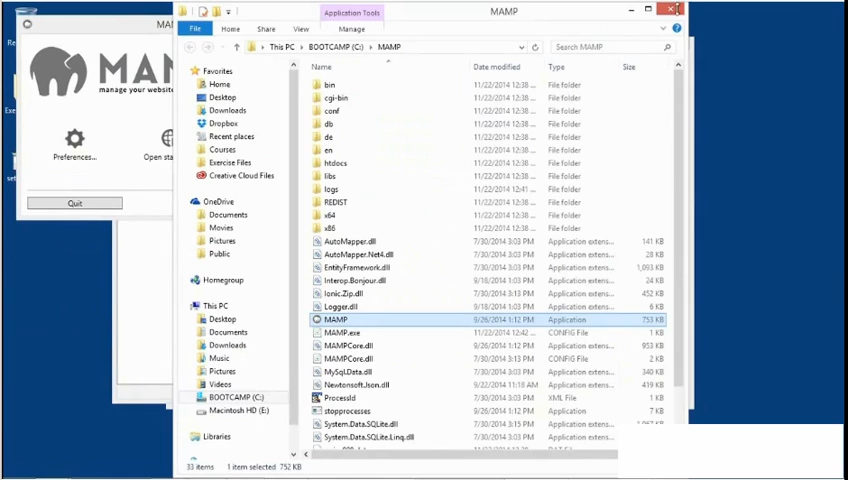 MAM
Application Tools
MAMP
File
Home
Share
View
Manage
This PC
BOOTCAMP (C:)
MAMP
Search MAMP
MAM
manage your website
Preferences...
Open sta
Quit
Favorites
Home
Desktop
Downloads
Dropbox
Recent places
Courses
Exercise Files
Creative Cloud Files
OneDrive
Documents
Movies
Pictures
Public
Homegroup
This PC
Desktop
Documents
Downloads
Music
Pictures
Videos
BOOTCAMP (C:)
Macintosh HD (E:)
Libraries
Name Date modified Type Size
bin 11/22/2014 12:38 ... File folder
cgi-bin 11/22/2014 12:38 ... File folder
conf 11/22/2014 12:38 ... File folder
db 11/22/2014 12:38 ... File folder
de 11/22/2014 12:38 ... File folder
en 11/22/2014 12:38 ... File folder
htdocs 11/22/2014 12:38 ... File folder
libs 11/22/2014 12:38 ... File folder
logs 11/22/2014 12:41 ... File folder
REDIST 11/22/2014 12:38 ... File folder
x64 11/22/2014 12:38 ... File folder
x86 11/22/2014 12:38 ... File folder
AutoMapper.dll 7/30/2014 3:03 PM Application extens... 141 KB
AutoMapper.Net4.dll 7/30/2014 3:03 PM Application extens... 28 KB
EntityFramework.dll 7/30/2014 3:03 PM Application extens... 1,093 KB
Interop.Bonjour.dll 9/18/2014 1:03 PM Application extens... 24 KB
Ionic.Zip.dll 7/30/2014 3:13 PM Application extens... 452 KB
Logger.dll 9/18/2014 1:03 PM Application extens... 6 KB
MAMP 9/26/2014 1:12 PM Application 753 KB
MAMP.exe 11/22/2014 12:42 ... CONFIG File 1 KB
MAMPCore.dll 9/26/2014 1:12 PM Application extens... 953 KB
MAMPCore.dll 7/30/2014 3:13 PM CONFIG File 2 KB
MySql.Data.dll 7/30/2014 3:13 PM Application extens... 340 KB
Newtonsoft.Json.dll 9/22/2014 11:18 AM Application extens... 419 KB
ProcessId 7/30/2014 3:13 PM XML File 1 KB
stopprocesses 9/26/2014 1:12 PM Application 7 KB
System.Data.SQLite.dll 7/30/2014 3:15 PM Application extens...
System.Data.SQLite.Linq.dll 7/30/2014 3:03 PM Application extens...
33 items 1 item selected 752 KB